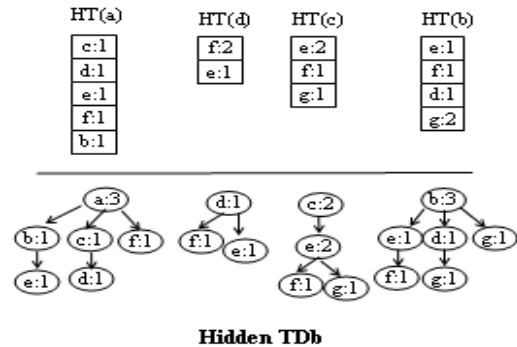 HT(a) HT(d) HT(c) HT(b)
c:1 f:2 e:2 e:1
d:1 e:1 f:1 f:1
e:1 g:1 d:1
f:1 g:2
b:1
a:3 d:1 c:2 b:3
b:1 c:1 f:1 f:1 e:1 e:2 e:1 d:1 g:1
e:1 d:1 f:1 g:1 f:1 g:1
Hidden TDb